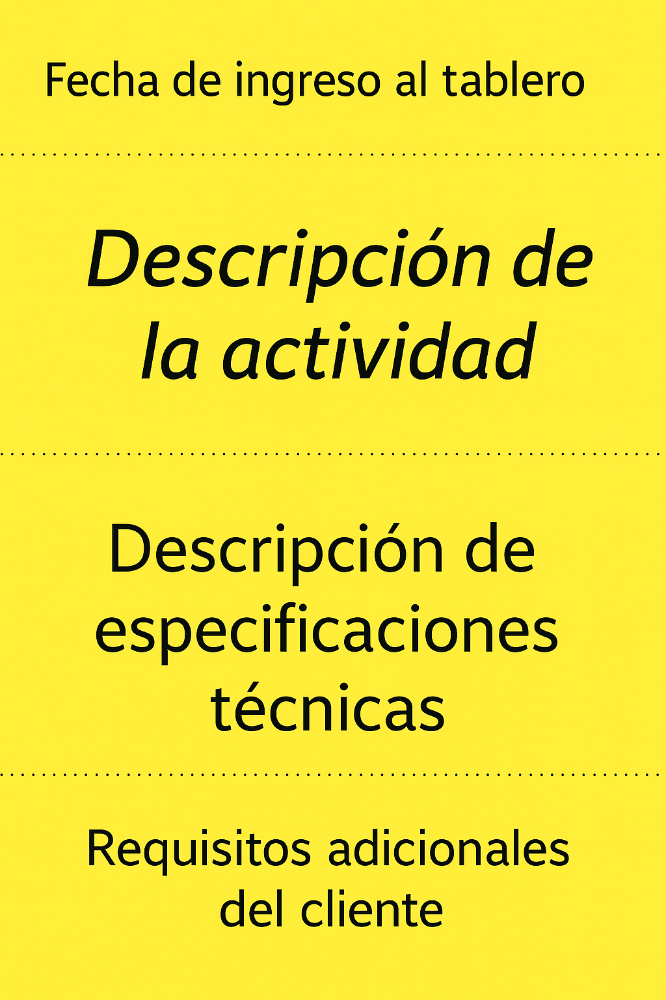 Fecha de ingreso al tablero
Descripción de
la actividad
Descripción de
especificaciones
técnicas
Requisitos adicionales
del cliente